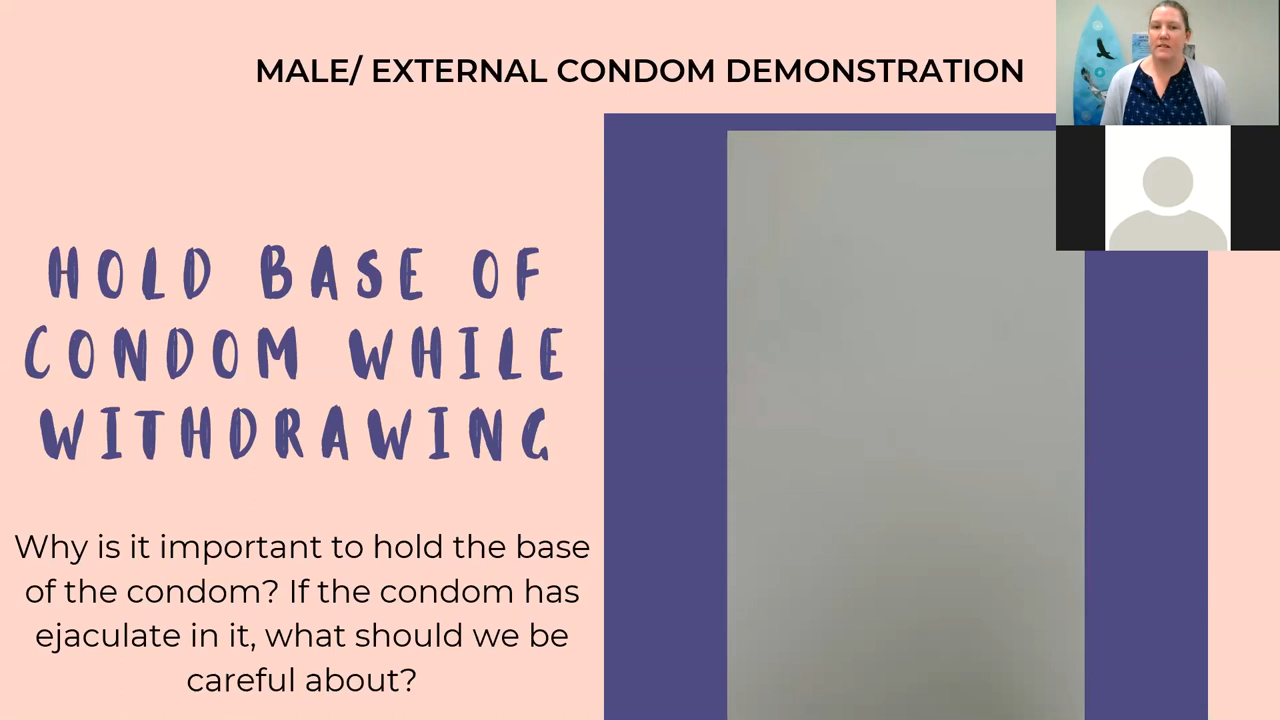 MALE/ EXTERNAL CONDOM DEMONSTRATION
HOLD BASE OF
CONDOM WHILE
WITHDRAWING
Why is it important to hold the base
of the condom? If the condom has
ejaculate in it, what should we be
careful about?